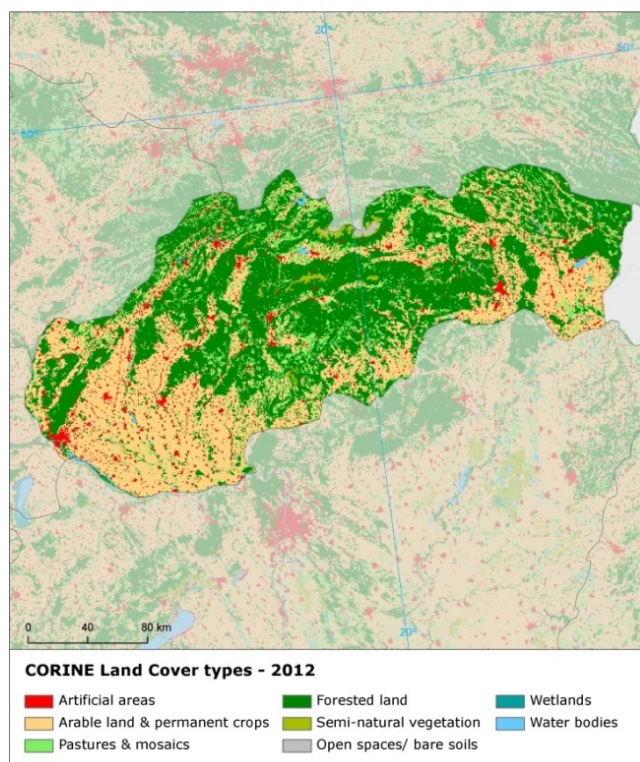 20°
50°
50°
20°
0 40 80 km
CORINE Land Cover types - 2012
Artificial areas
Forested land
Wetlands
Arable land & permanent crops
Semi-natural vegetation
Water bodies
Pastures & mosaics
Open spaces/ bare soils